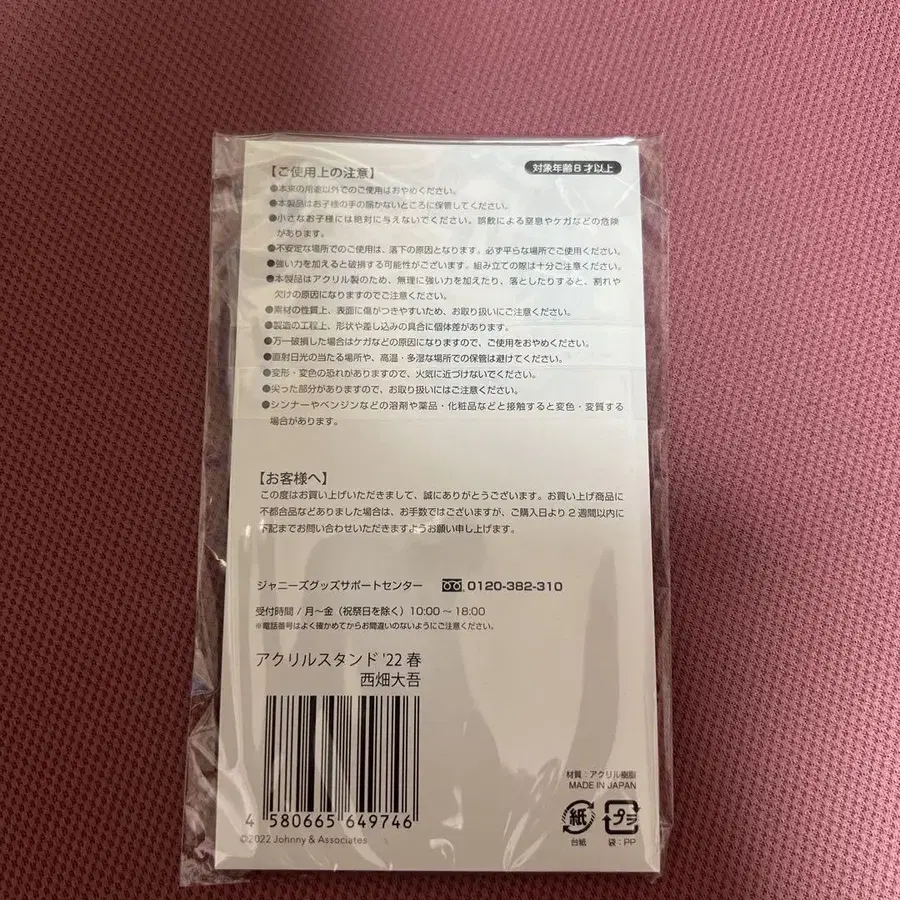 【ご使用上の注意】
対象年齢8才以上
●本来の用途以外でのご使用はおやめください。
●本製品はお子様の手の届かないところに保管してください。
●小さなお子様には絶対に与えないでください。誤飲による窒息やケガなどの危険
があります。
●不安定な場所でのご使用は、落下の原因となります。必ず平らな場所でご使用ください。
●強い力を加えると破損する可能性がございます。組み立ての際は十分ご注意ください。
●本製品はアクリル製のため、無理に強い力を加えたり、落としたりすると、割れや
欠けの原因になりますのでご注意ください。
●素材の性質上、表面に傷がつきやすいため、お取り扱いにご注意ください。
●製造の工程上、形状や差し込みの具合に個体差があります。
●万一破損した場合はケガなどの原因になりますので、ご使用をおやめください。
●直射日光の当たる場所や、高温・多湿な場所での保管は避けてください。
●変形・変色の恐れがありますので、火気に近づけないでください。
●尖った部分がありますので、お取り扱いにはご注意ください。
●シンナーやベンジンなどの溶剤や薬品・化粧品などと接触すると変色・変質する
場合があります。
【お客様へ】
この度はお買い上げいただきまして、誠にありがとうございます。お買い上げ商品に
不都合品などありました場合は、お手数ではございますが、ご購入日より2週間以内に
下記までお問い合わせいただきますようお願い申し上げます。
ジャニーズグッズサポートセンター 0120-382-310
受付時間/月〜金(祝祭日を除く)10:00〜18:00
※電話番号はよく確かめてからお間違いのないようにご注意ください。
アクリルスタンド '22 春
西畑大吾
4 580665 649746
©2022 Johnny & Associates
材質:アクリル樹脂
MADE IN JAPAN
紙 プラ
台紙 袋:PP